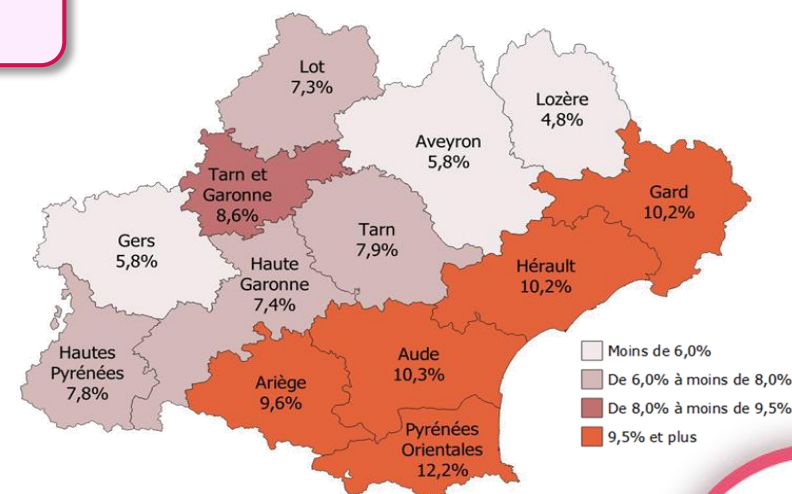 Lot
7,3%
Lozère
4,8%
Aveyron
5,8%
Tarn et
Garonne
8,6%
Gard
10,2%
Tarn
7,9%
Gers
5,8%
Haute
Garonne
7,4%
Hérault
10,2%
Hautes
Pyrénées
7,8%
Ariège
9,6%
Aude
10,3%
Pyrénées
Orientales
12,2%
Moins de 6,0%
De 6,0% à moins de 8,0%
De 8,0% à moins de 9,5%
9,5% et plus